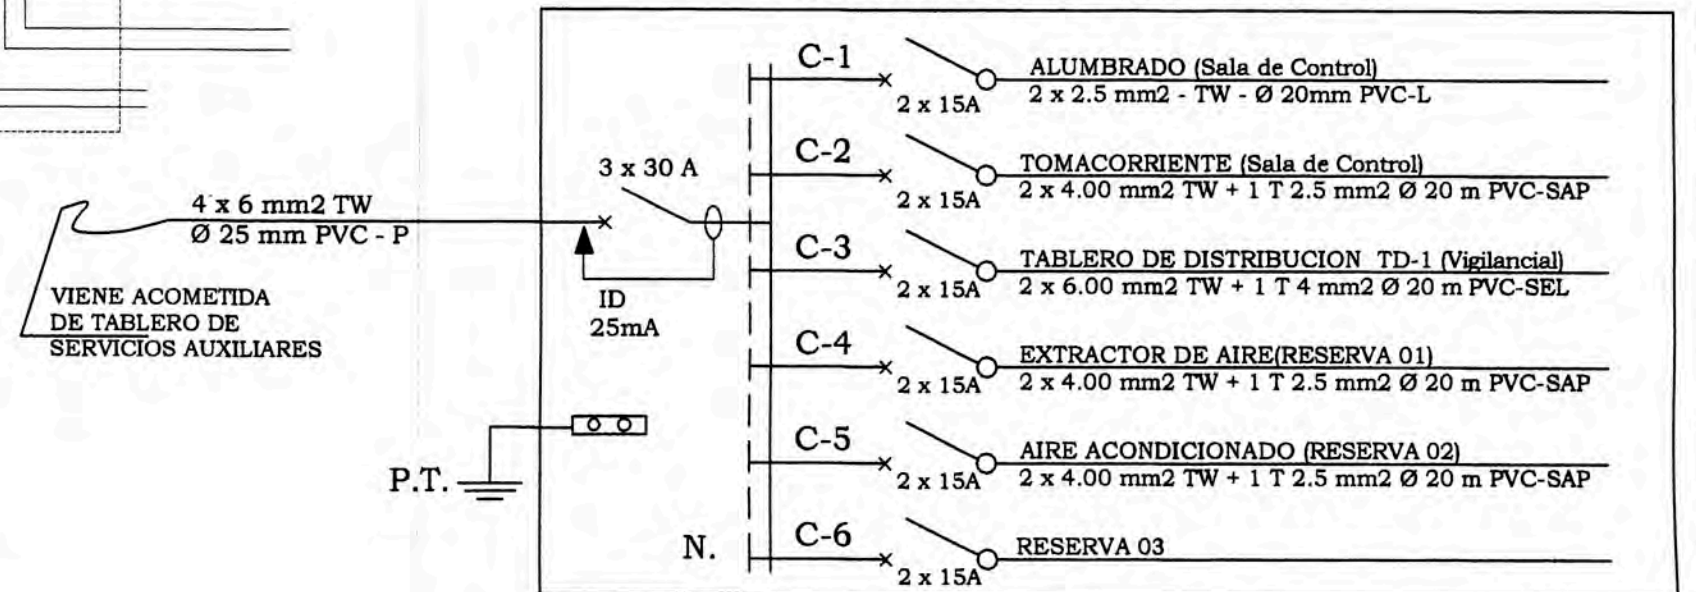 4 x 6 mm2 TW
Ø 25 mm PVC - P
VIENE ACOMETIDA
DE TABLERO DE
SERVICIOS AUXILIARES
P.T.
3 x 30 A
ID
25mA
N.
C-1
2 x 15A
ALUMBRADO (Sala de Control)
2 x 2.5 mm2 - TW - Ø 20mm PVC-L
C-2
2 x 15A
TOMACORRIENTE (Sala de Control)
2 x 4.00 mm2 TW + 1 T 2.5 mm2 Ø 20 m PVC-SAP
C-3
2 x 15A
TABLERO DE DISTRIBUCION TD-1 (Vigilancial)
2 x 6.00 mm2 TW + 1 T 4 mm2 Ø 20 m PVC-SEL
C-4
2 x 15A
EXTRACTOR DE AIRE(RESERVA 01)
2 x 4.00 mm2 TW + 1 T 2.5 mm2 Ø 20 m PVC-SAP
C-5
2 x 15A
AIRE ACONDICIONADO (RESERVA 02)
2 x 4.00 mm2 TW + 1 T 2.5 mm2 Ø 20 m PVC-SAP
C-6
2 x 15A
RESERVA 03